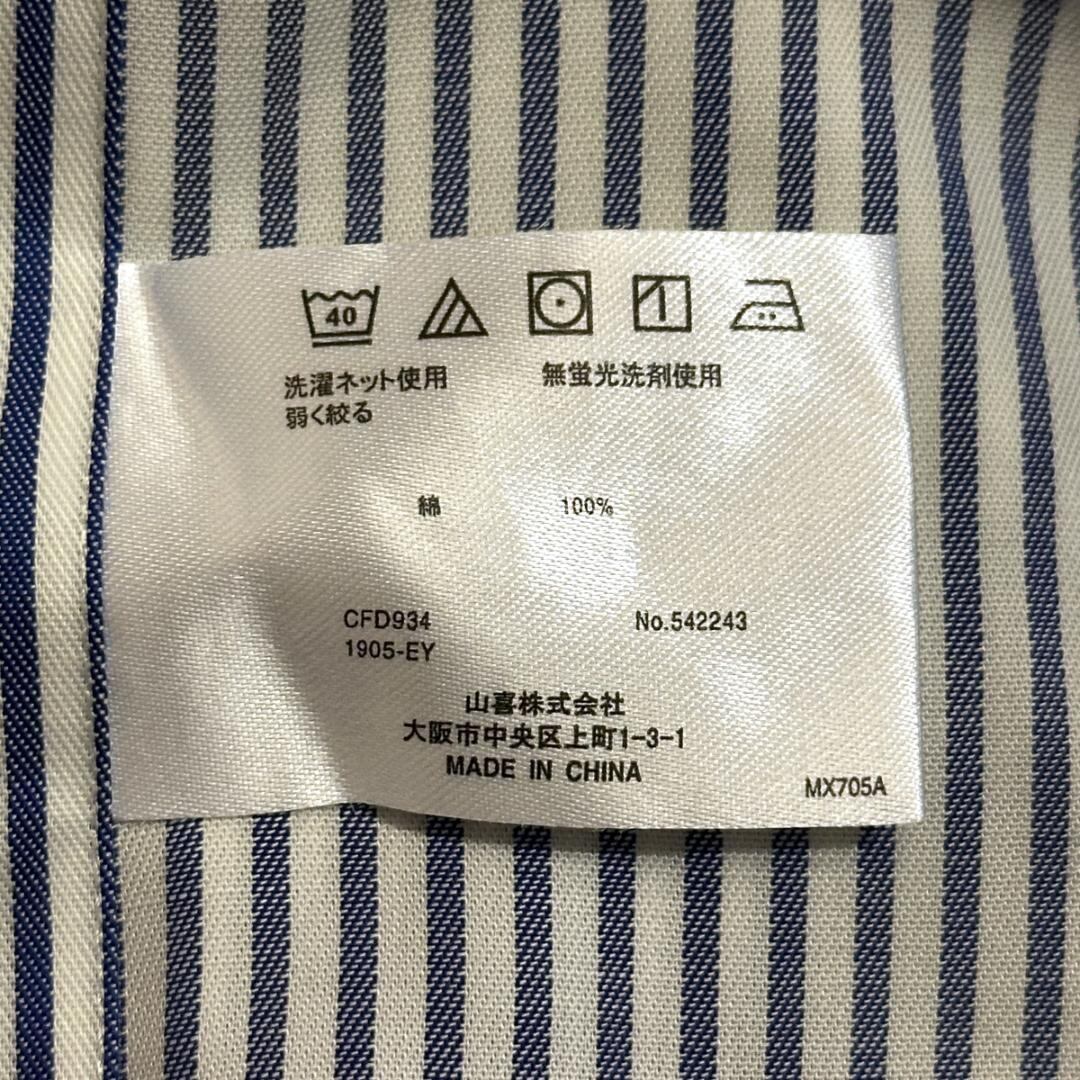 40
洗濯ネット使用 無蛍光洗剤使用
弱く絞る
綿 100%
CFD934 No.542243
1905-EY
山喜株式会社
大阪市中央区上町1-3-1
MADE IN CHINA
MX705A